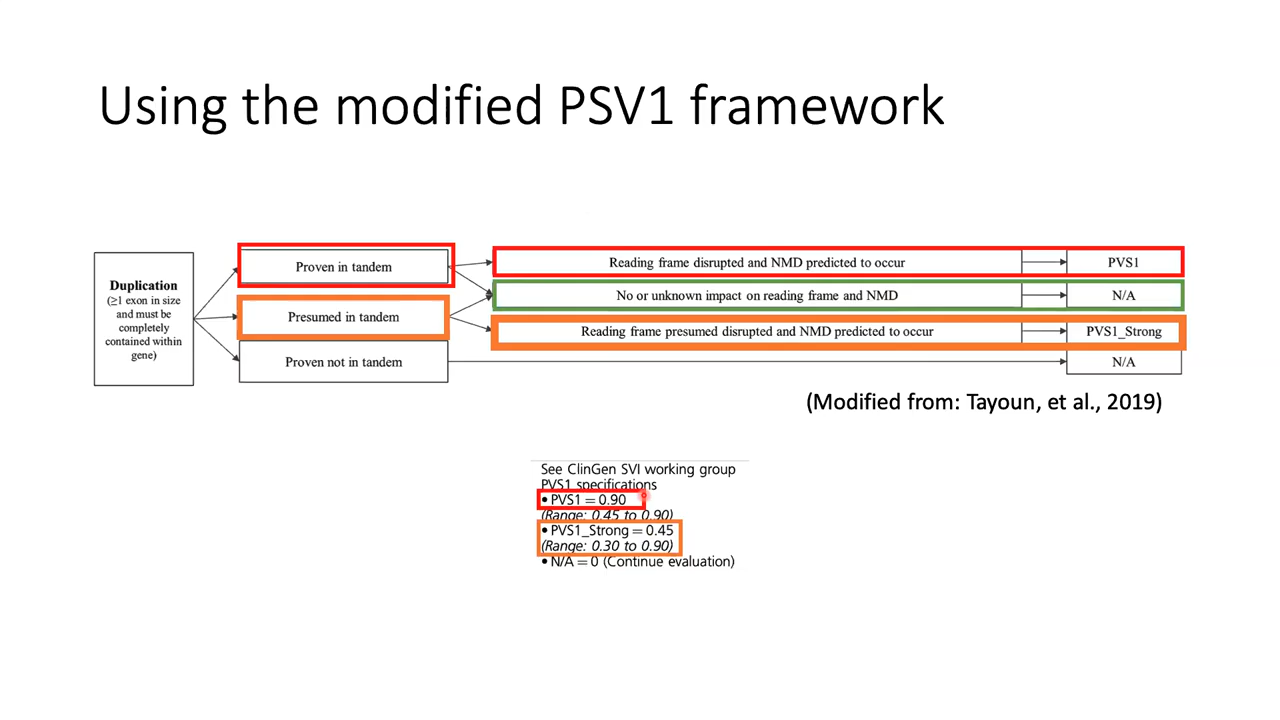 Using the modified PSV1 framework
Duplication
(≥1 exon in size
and must be
completely
contained within
gene)
Proven in tandem
Presumed in tandem
Proven not in tandem
Reading frame disrupted and NMD predicted to occur
PVS1
No or unknown impact on reading frame and NMD
N/A
Reading frame presumed disrupted and NMD predicted to occur
PVS1_Strong
N/A
(Modified from: Tayoun, et al., 2019)
See ClinGen SVI working group
PVS1 specifications
• PVS1 = 0.90
(Range: 0.45 to 0.90)
• PVS1_Strong = 0.45
(Range: 0.30 to 0.90)
• N/A = 0 (Continue evaluation)